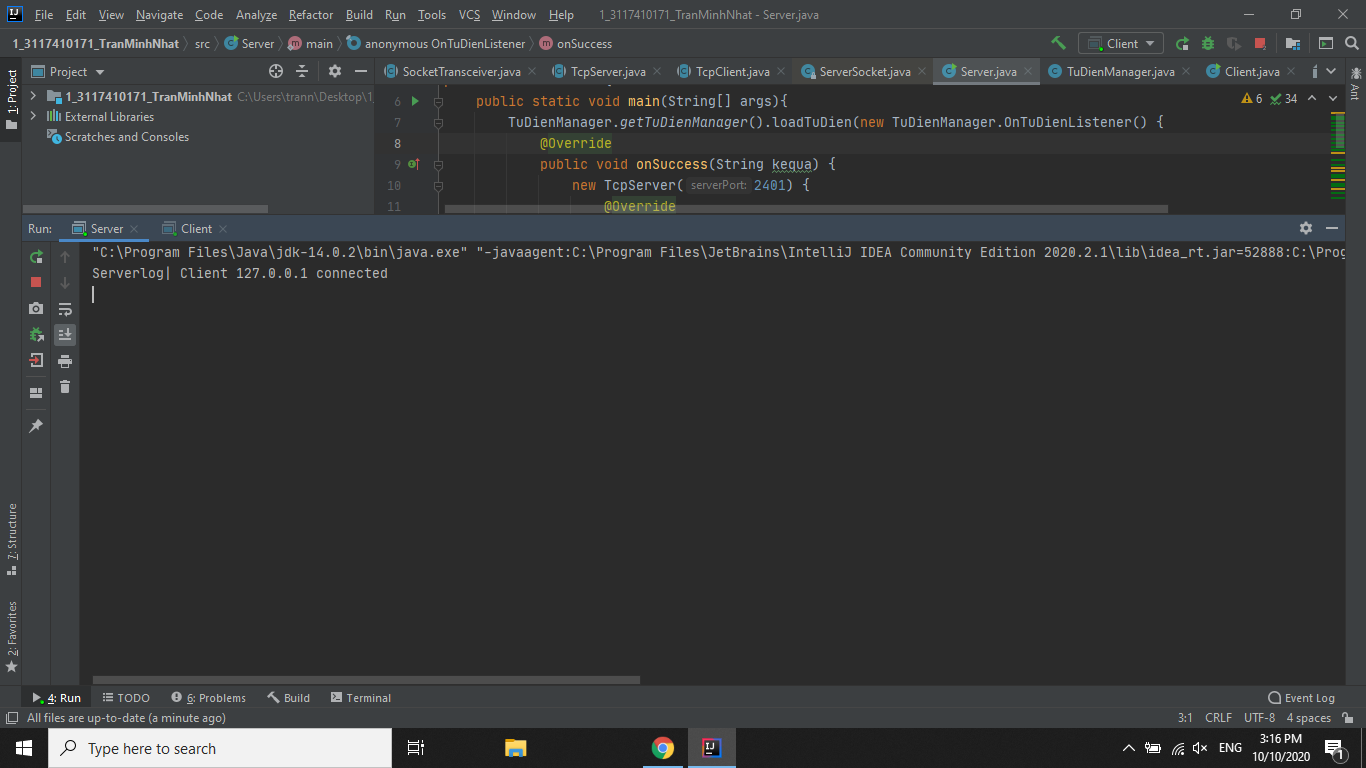 File Edit View Navigate Code Analyze Refactor Build Run Tools VCS Window Help 1_3117410171_TranMinhNhat - Server.java
1_3117410171_TranMinhNhat src Server main anonymous OnTuDienListener onSuccess Client
Project SocketTransceiver.java TcpServer.java TcpClient.java ServerSocket.java Server.java TuDienManager.java Client.java
1: Project
Ant
1_3117410171_TranMinhNhat C:\Users\trann\Desktop\1_
External Libraries
Scratches and Consoles
6 public static void main(String[] args){ 6 34
7 TuDienManager.getTuDienManager().loadTuDien(new TuDienManager.OnTuDienListener() {
8 @Override
9 public void onSuccess(String kequa) {
10 new TcpServer( serverPort: 2401) {
11 @Override
Run: Server Client
"C:\Program Files\Java\jdk-14.0.2\bin\java.exe" "-javaagent:C:\Program Files\JetBrains\IntelliJ IDEA Community Edition 2020.2.1\lib\idea_rt.jar=52888:C:\Prog
Serverlog| Client 127.0.0.1 connected
7: Structure
2: Favorites
4: Run TODO 6: Problems Build Terminal Event Log
All files are up-to-date (a minute ago) 3:1 CRLF UTF-8 4 spaces
Type here to search ENG 3:16 PM
10/10/2020 1